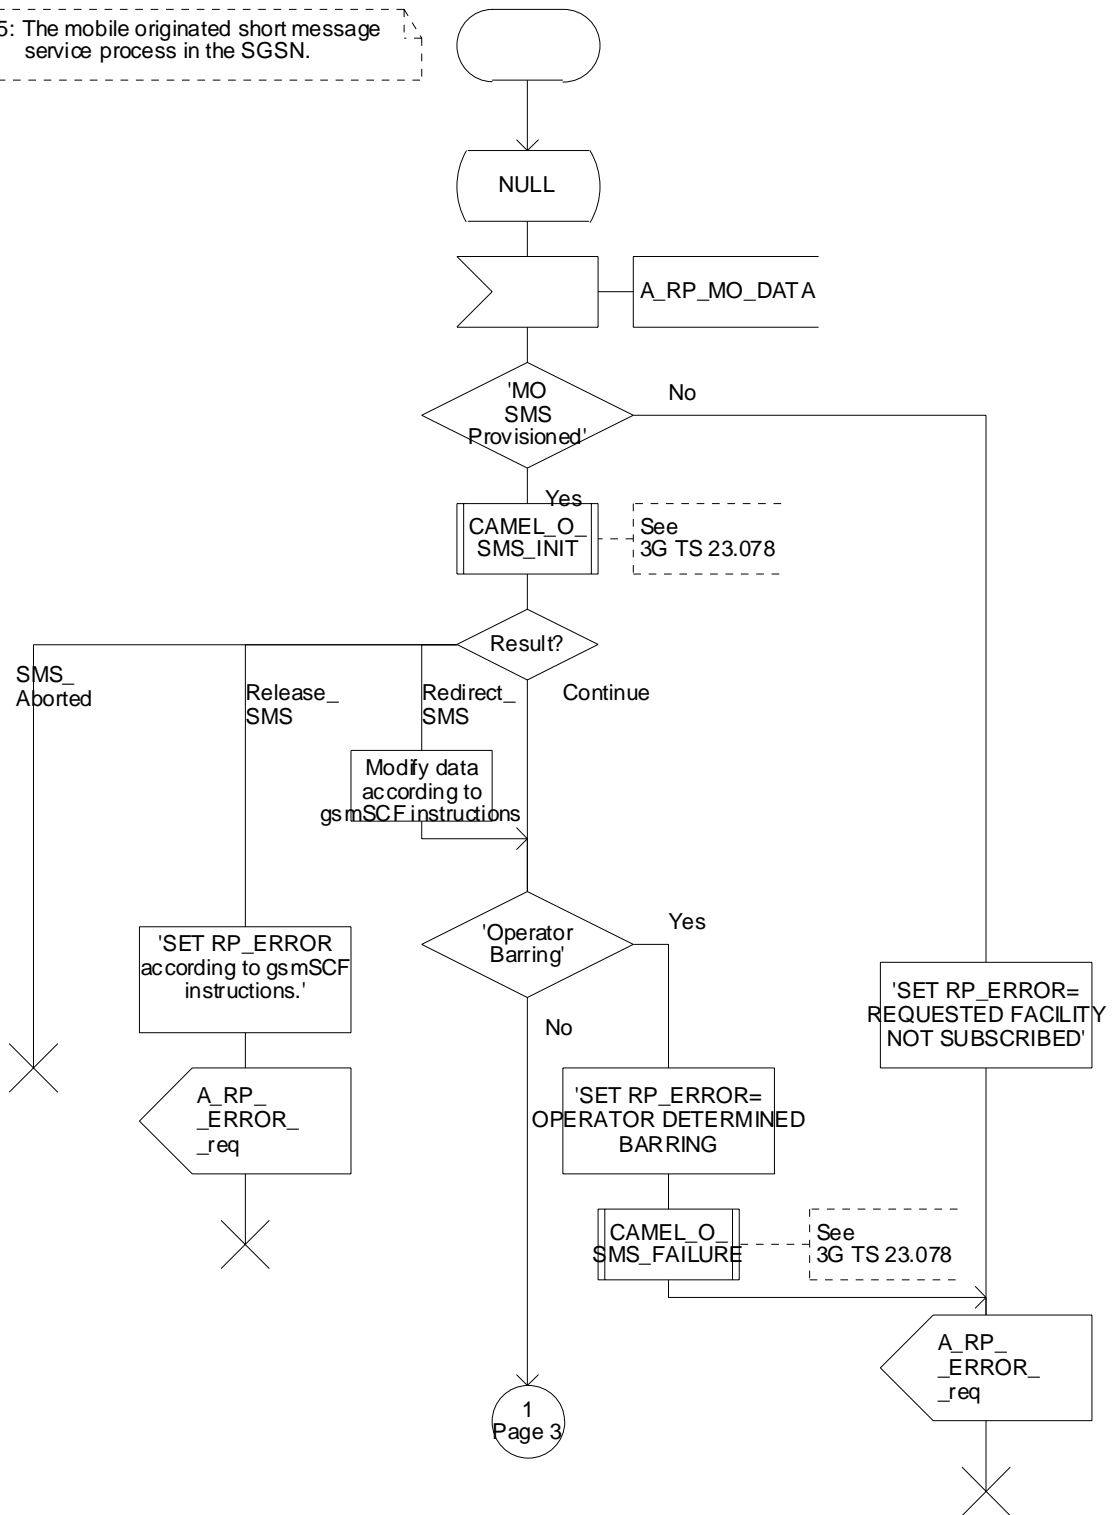 5: The mobile originated short message
service process in the SGSN.
NULL
A_RP_MO_DATA
'MO
SMS
Provisioned'
No
Yes
CAMEL_O_
SMS_INIT
See
3G TS 23.078
Result?
SMS_
Aborted
Release_
SMS
Redirect_
SMS
Continue
Modify data
according to
gsmSCF instructions
'Operator
Barring'
Yes
No
'SET RP_ERROR
according to gsmSCF
instructions.'
'SET RP_ERROR=
REQUESTED FACILITY
NOT SUBSCRIBED'
A_RP_
_ERROR_
_req
'SET RP_ERROR=
OPERATOR DETERMINED
BARRING
CAMEL_O_
SMS_FAILURE
See
3G TS 23.078
A_RP_
_ERROR_
_req
1
Page 3